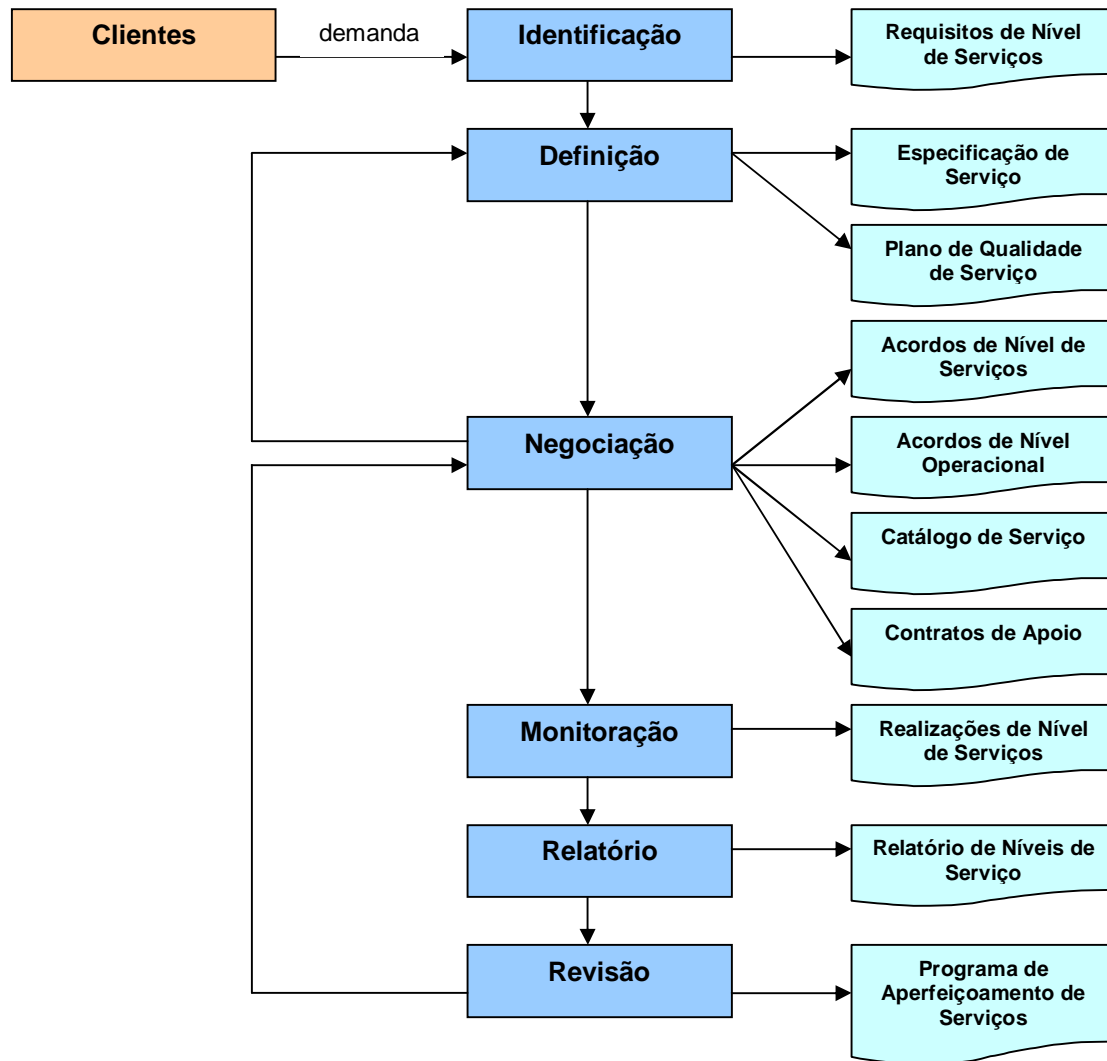 Clientes
demanda
Identificação
Requisitos de Nível
de Serviços
Definição
Especificação de
Serviço
Plano de Qualidade
de Serviço
Acordos de Nível de
Serviços
Negociação
Acordos de Nível
Operacional
Catálogo de Serviço
Contratos de Apoio
Monitoração
Realizações de Nível
de Serviços
Relatório
Relatório de Níveis de
Serviço
Revisão
Programa de
Aperfeiçoamento de
Serviços